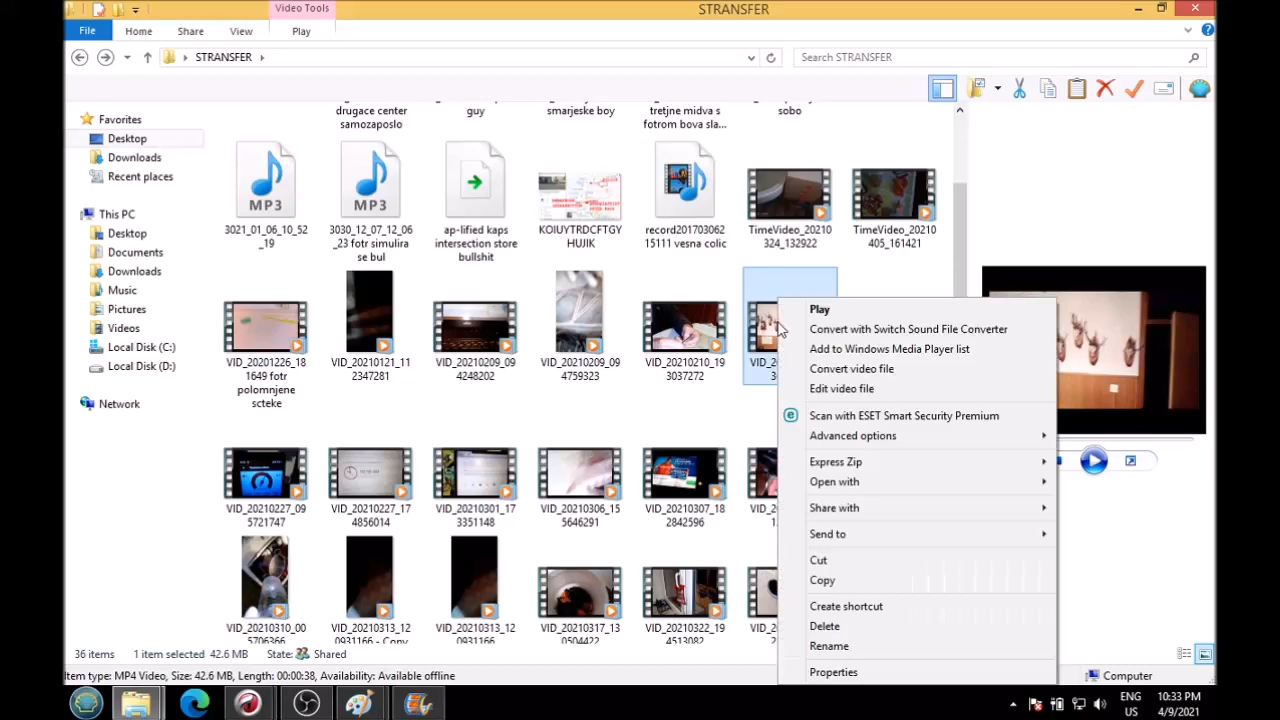 Video Tools
STRANSFER
File
Home
Share
View
Play
STRANSFER
Search STRANSFER
Favorites
Desktop
Downloads
Recent places
This PC
Desktop
Documents
Downloads
Music
Pictures
Videos
Local Disk (C:)
Local Disk (D:)
Network
drugace center
samozaposlo
guy
smarjeske boy
tretjne midva s
fotrom bova sla...
sobo
MP3
MP3
3021_01_06_10_52
_19
3030_12_07_12_06
_23 fotr simulira
se bul
ap-lified kaps
intersection store
bullshit
KOIUYTRDCFTGY
HUJIK
record201703062
15111 vesna colic
TimeVideo_20210
324_132922
TimeVideo_20210
405_161421
VID_20201226_181
649 fotr
polomnjene
scteke
VID_20210121_11
2347281
VID_20210209_09
4248202
VID_20210209_09
4759323
VID_20210210_19
3037272
VID_20210227_09
5721747
VID_20210227_17
4856014
VID_20210301_17
3351148
VID_20210306_15
5646291
VID_20210307_18
2842596
VID_20210310_00
5706366
VID_20210313_12
0931166 - Copy
VID_20210313_12
0931166
VID_20210317_13
0504422
VID_20210322_19
4513082
Play
Convert with Switch Sound File Converter
Add to Windows Media Player list
Convert video file
Edit video file
Scan with ESET Smart Security Premium
Advanced options
Express Zip
Open with
Share with
Send to
Cut
Copy
Create shortcut
Delete
Rename
Properties
36 items
1 item selected 42.6 MB
State:
Shared
Item type: MP4 Video, Size: 42.6 MB, Length: 00:00:38, Availability: Available offline
Computer
ENG
US
10:33 PM
4/9/2021